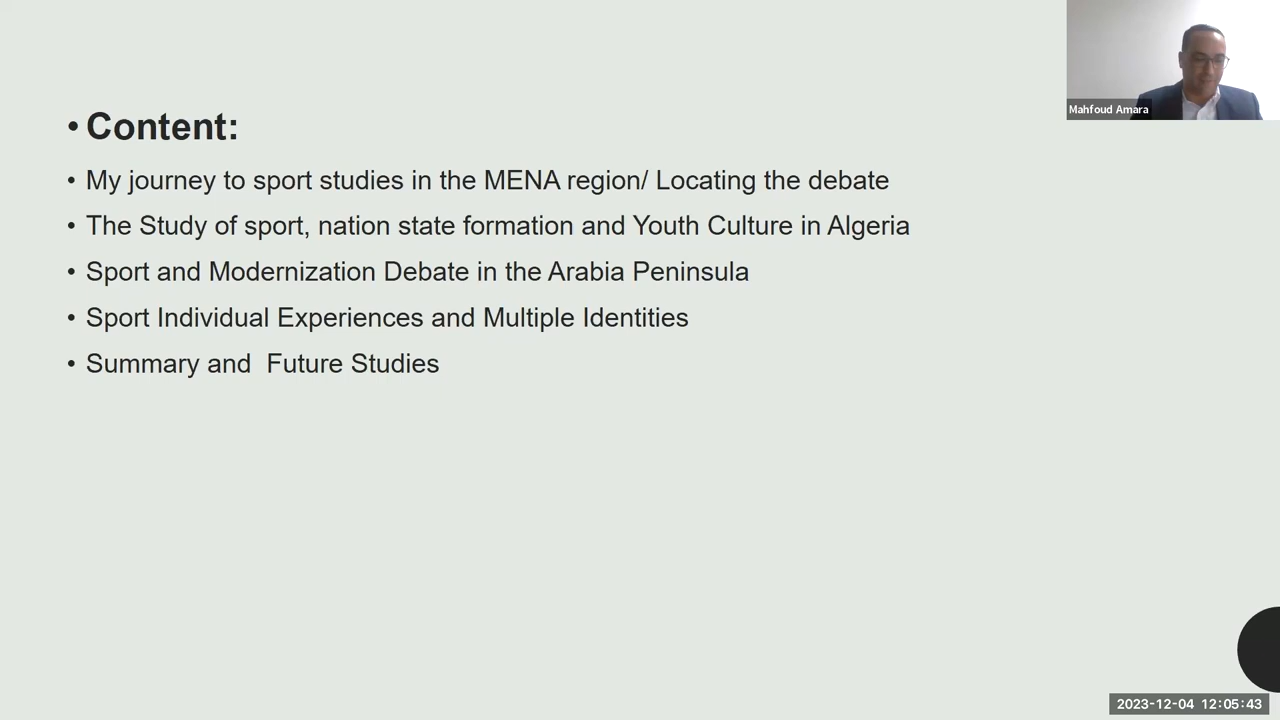 Mahfoud Amara
• Content:
• My journey to sport studies in the MENA region/ Locating the debate
• The Study of sport, nation state formation and Youth Culture in Algeria
• Sport and Modernization Debate in the Arabia Peninsula
• Sport Individual Experiences and Multiple Identities
• Summary and  Future Studies
2023-12-04 12:05:43